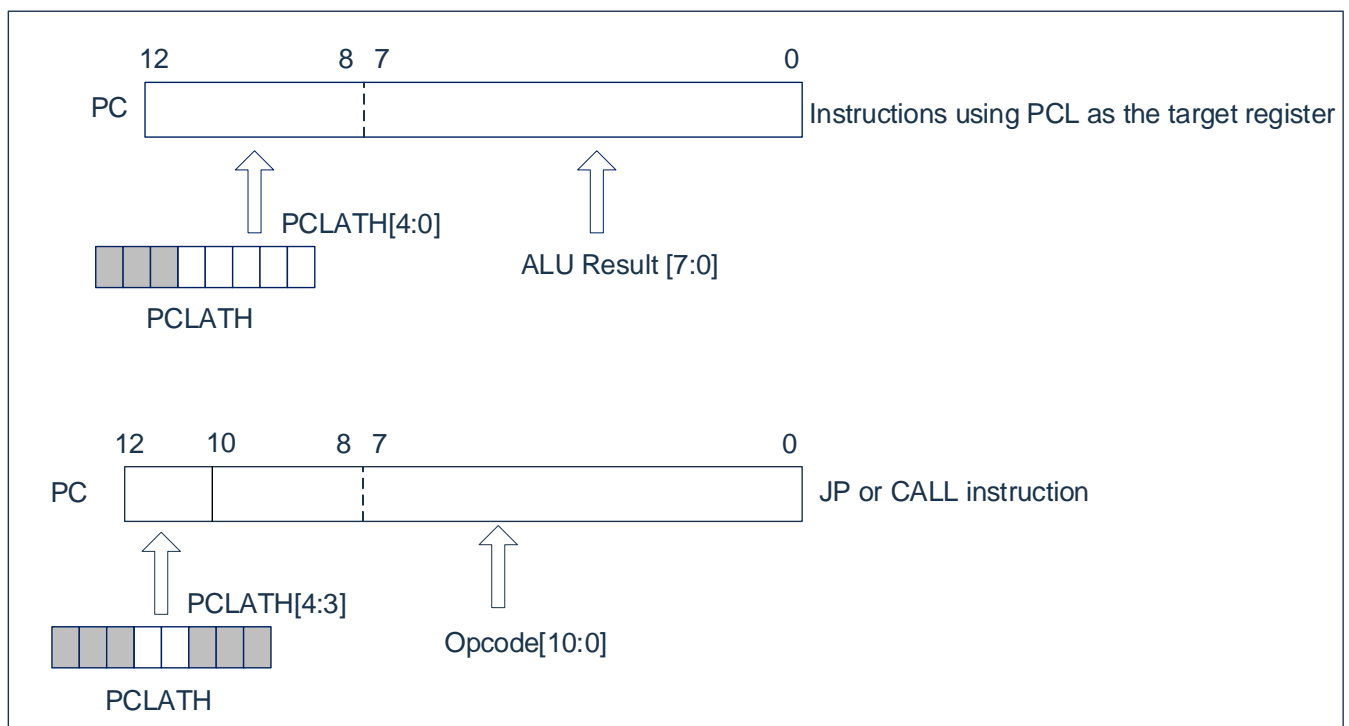 12 8 7 0
PC
Instructions using PCL as the target register
PCLATH[4:0]
ALU Result [7:0]
PCLATH
12 10 8 7 0
PC
JP or CALL instruction
PCLATH[4:3]
Opcode[10:0]
PCLATH